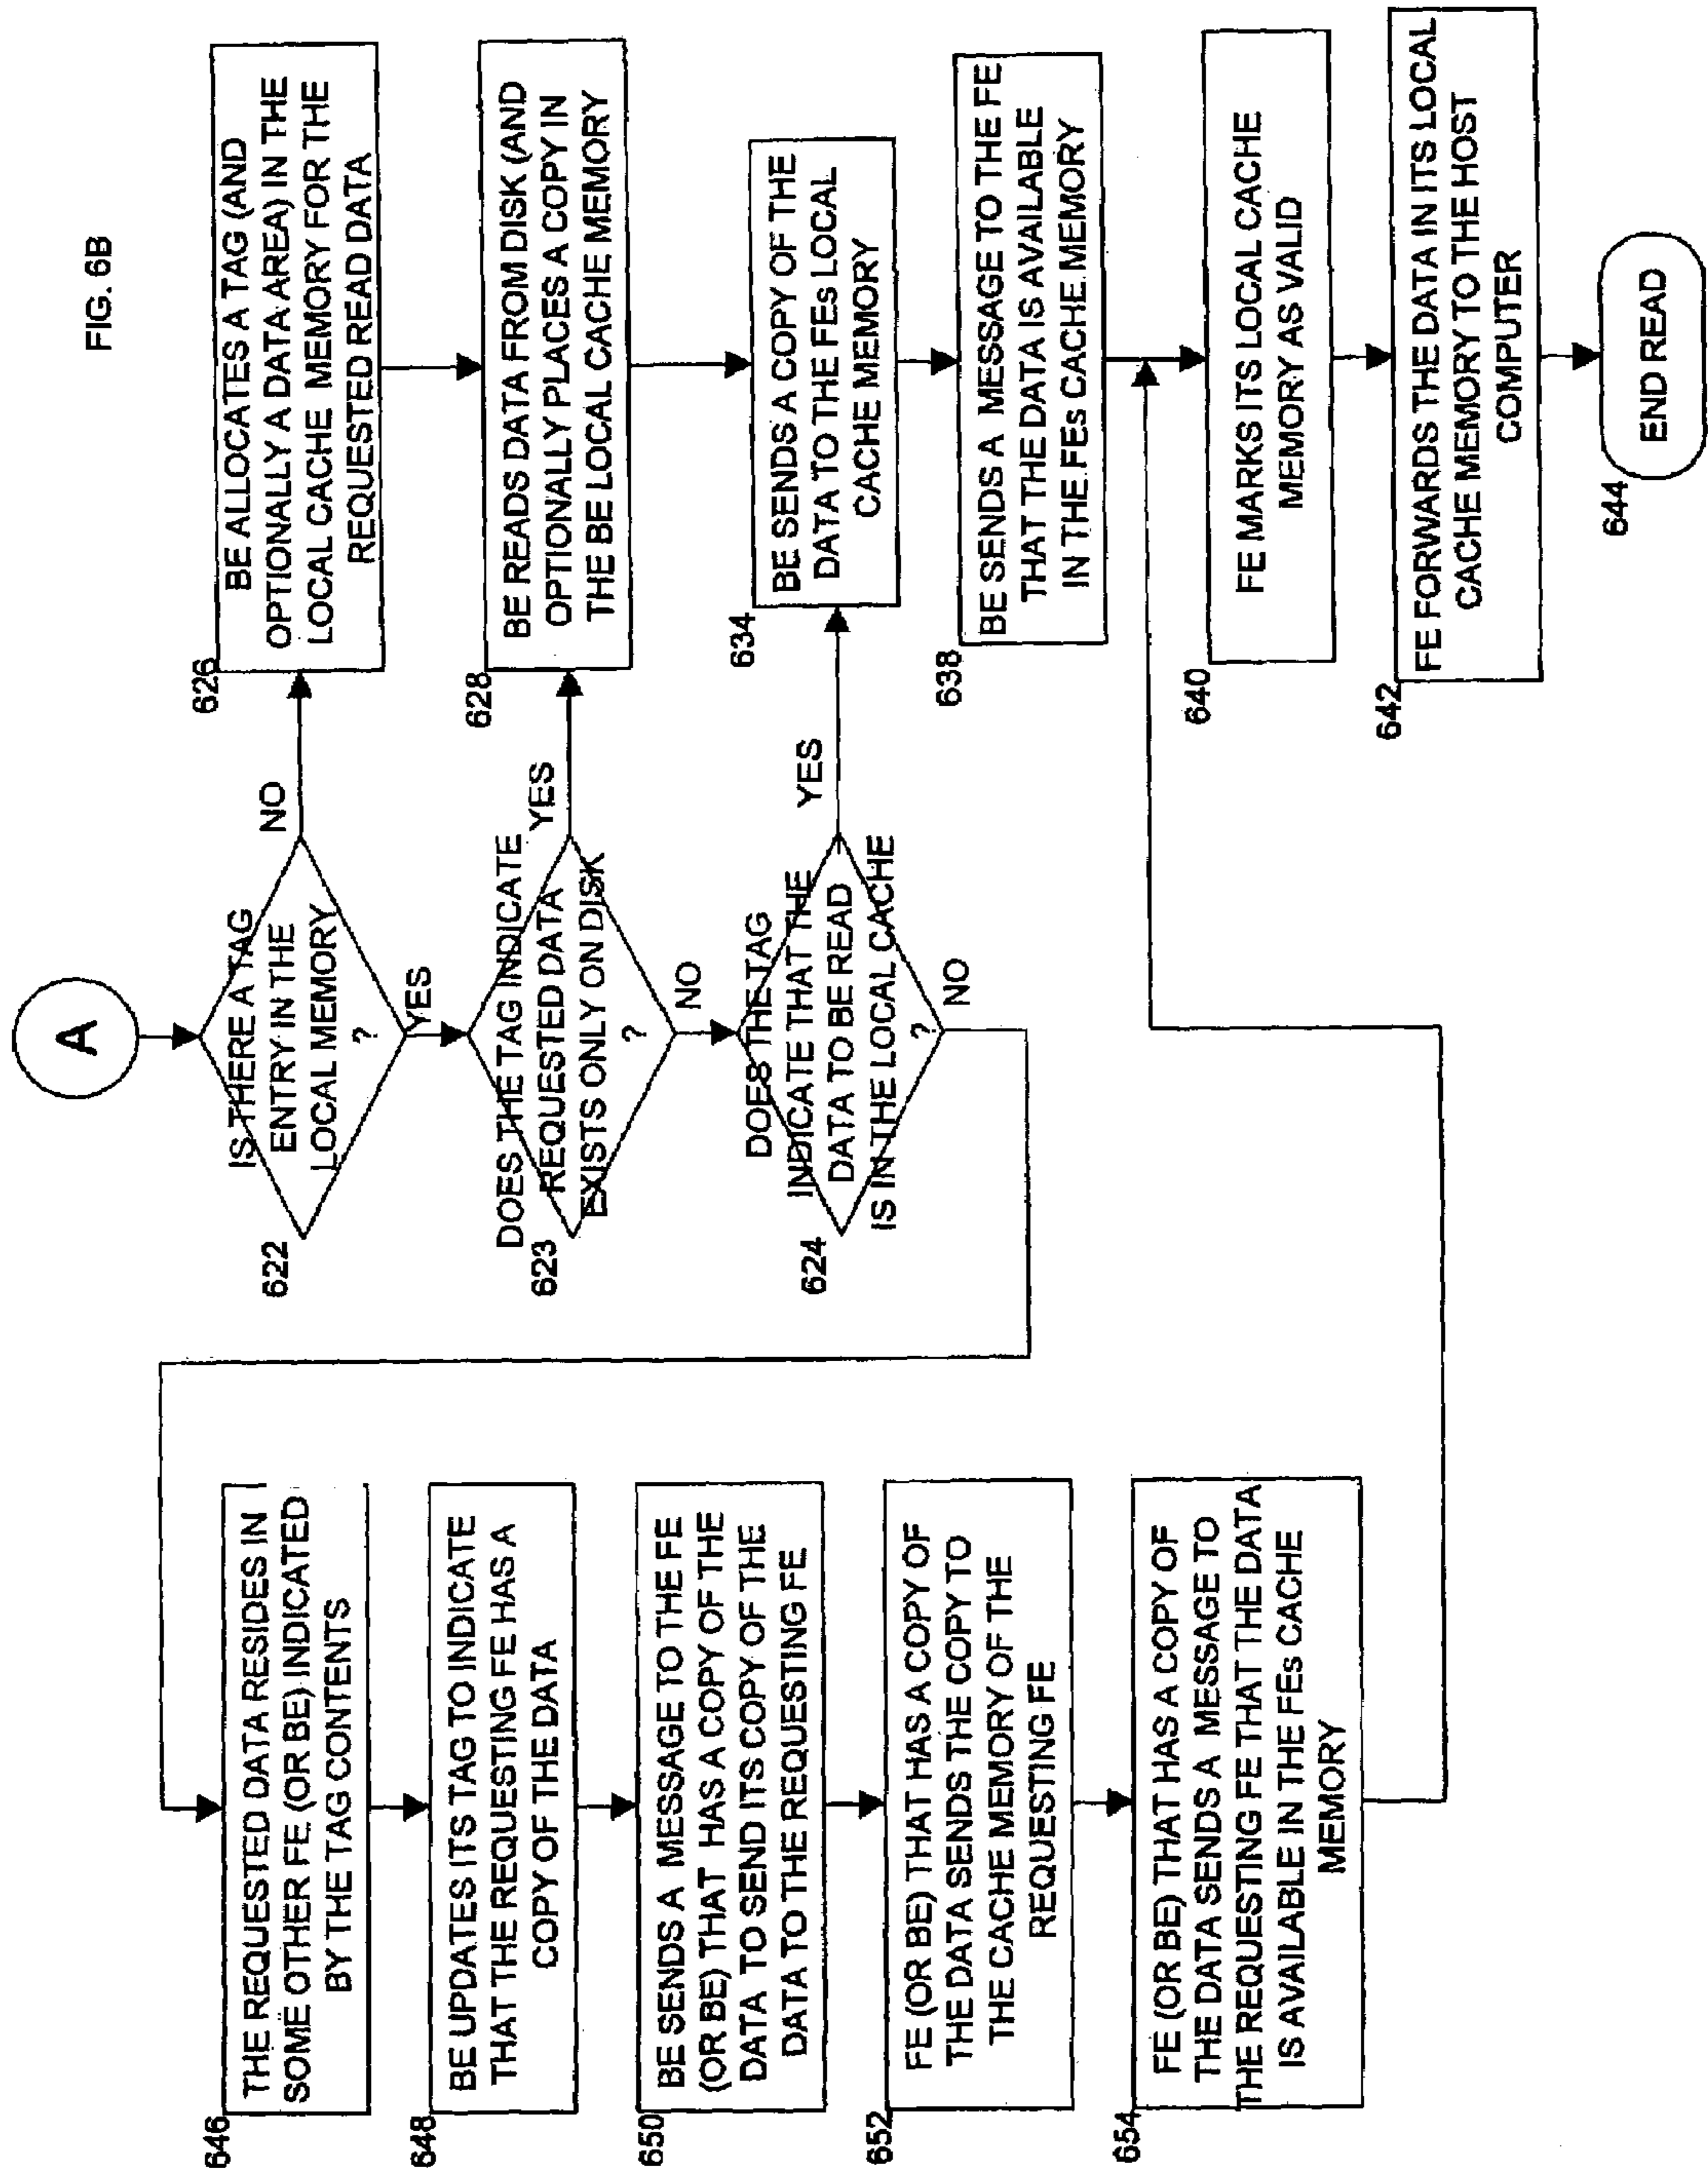 FIG. 6B
A
IS THERE A TAG
ENTRY IN THE
LOCAL MEMORY
?
622
NO
YES
626
BE ALLOCATES A TAG (AND
OPTIONALLY A DATA AREA) IN THE
LOCAL CACHE MEMORY FOR THE
REQUESTED READ DATA
DOES THE TAG INDICATE
REQUESTED DATA
EXISTS ONLY ON DISK
?
623
YES
NO
628
BE READS DATA FROM DISK (AND
OPTIONALLY PLACES A COPY IN
THE BE LOCAL CACHE MEMORY
DOES THE TAG
INDICATE THAT THE
DATA TO BE READ
IS IN THE LOCAL CACHE
?
624
YES
NO
634
BE SENDS A COPY OF THE
DATA TO THE FEs LOCAL
CACHE MEMORY
638
BE SENDS A MESSAGE TO THE FE
THAT THE DATA IS AVAILABLE
IN THE FEs CACHE MEMORY
640
FE MARKS ITS LOCAL CACHE
MEMORY AS VALID
642
FE FORWARDS THE DATA IN ITS LOCAL
CACHE MEMORY TO THE HOST
COMPUTER
644
END READ
646
THE REQUESTED DATA RESIDES IN
SOME OTHER FE (OR BE) INDICATED
BY THE TAG CONTENTS
648
BE UPDATES ITS TAG TO INDICATE
THAT THE REQUESTING FE HAS A
COPY OF THE DATA
650
BE SENDS A MESSAGE TO THE FE
(OR BE) THAT HAS A COPY OF THE
DATA TO SEND ITS COPY OF THE
DATA TO THE REQUESTING FE
652
FE (OR BE) THAT HAS A COPY OF
THE DATA SENDS THE COPY TO
THE CACHE MEMORY OF THE
REQUESTING FE
654
FE (OR BE) THAT HAS A COPY OF
THE DATA SENDS A MESSAGE TO
THE REQUESTING FE THAT THE DATA
IS AVAILABLE IN THE FEs CACHE
MEMORY